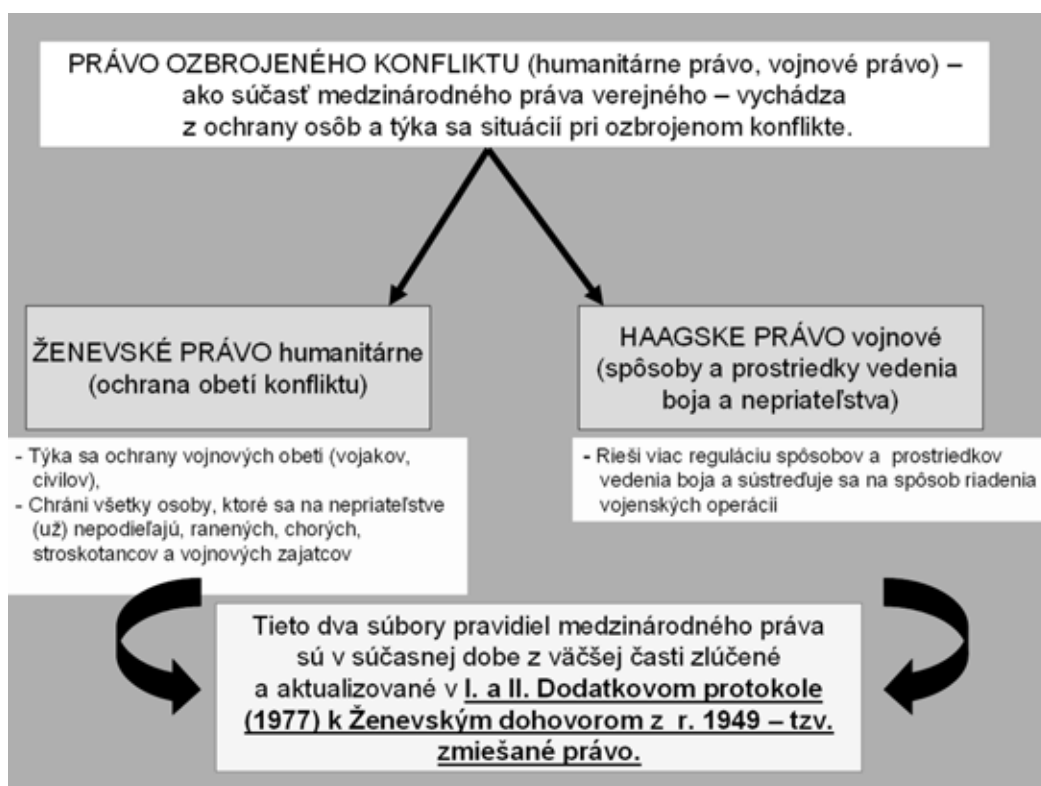 PRÁVO OZBROJENÉHO KONFLIKTU (humanitárne právo, vojnové právo) –
ako súčasť medzinárodného práva verejného – vychádza
z ochrany osôb a týka sa situácií pri ozbrojenom konflikte.
ŽENEVSKÉ PRÁVO humanitárne
(ochrana obetí konfliktu)
- Týka sa ochrany vojnových obeti (vojakov,
civilov),
- Chráni všetky osoby, ktoré sa na nepriateľstve
(už) nepodieľajú, ranených, chorých,
stroskotancov a vojnových zajatcov
HAAGSKE PRÁVO vojnové
(spôsoby a prostriedky vedenia
boja a nepriateľstva)
- Rieši viac reguláciu spôsobov a prostriedkov
vedenia boja a sústreďuje sa na spôsob riadenia
vojenských operácii
Tieto dva súbory pravidiel medzinárodného práva
sú v súčasnej dobe z väčšej časti zlúčené
a aktualizované v I. a II. Dodatkovom protokole
(1977) k Ženevským dohovorom z r. 1949 – tzv.
zmiešané právo.